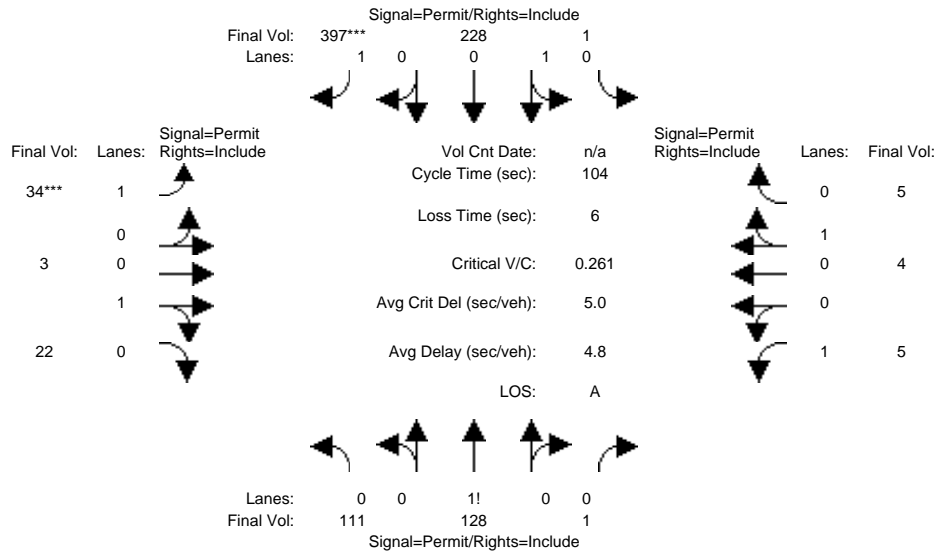 Signal=Permit/Rights=Include
Final Vol: 397*** 228 1
Lanes: 1 0 0 1 0
Signal=Permit
Final Vol: Lanes: Rights=Include
Vol Cnt Date: n/a
Signal=Permit
Rights=Include Lanes: Final Vol:
Cycle Time (sec): 104
34*** 1
0 5
Loss Time (sec): 6
0
1
3 0
Critical V/C: 0.261
0 4
1
Avg Crit Del (sec/veh): 5.0
0
22 0
Avg Delay (sec/veh): 4.8
1 5
LOS: A
Lanes: 0 0 1! 0 0
Final Vol: 111 128 1
Signal=Permit/Rights=Include